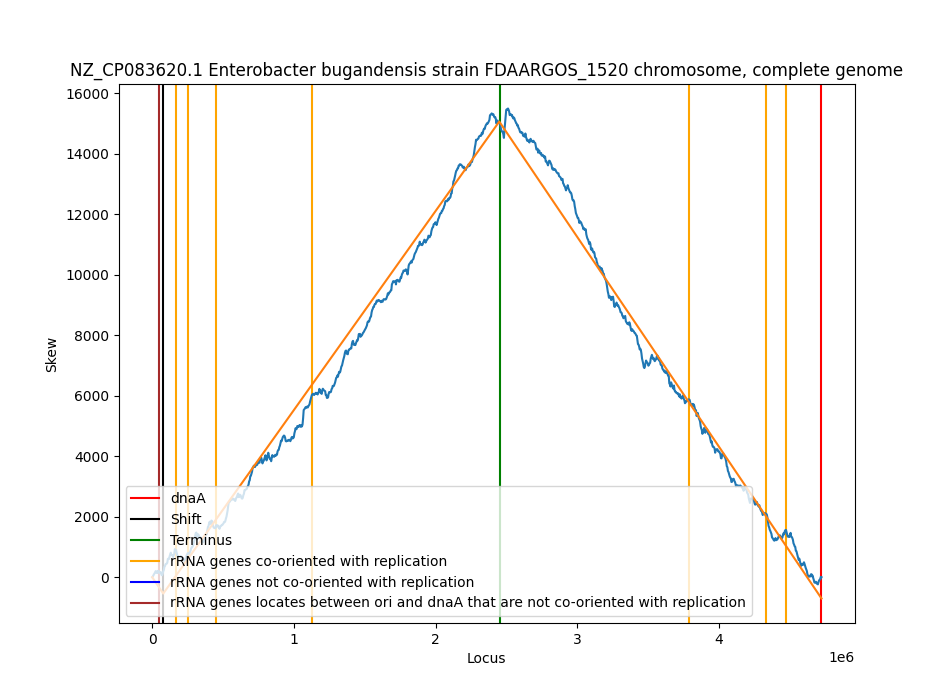 NZ_CP083620.1 Enterobacter bugandensis strain FDAARGOS_1520 chromosome, complete genome
16000
14000
12000
10000
8000
6000
4000
2000
0
Skew
dnaA
Shift
Terminus
rRNA genes co-oriented with replication
rRNA genes not co-oriented with replication
rRNA genes locates between ori and dnaA that are not co-oriented with replication
0 1 2 3 4
1e6
Locus